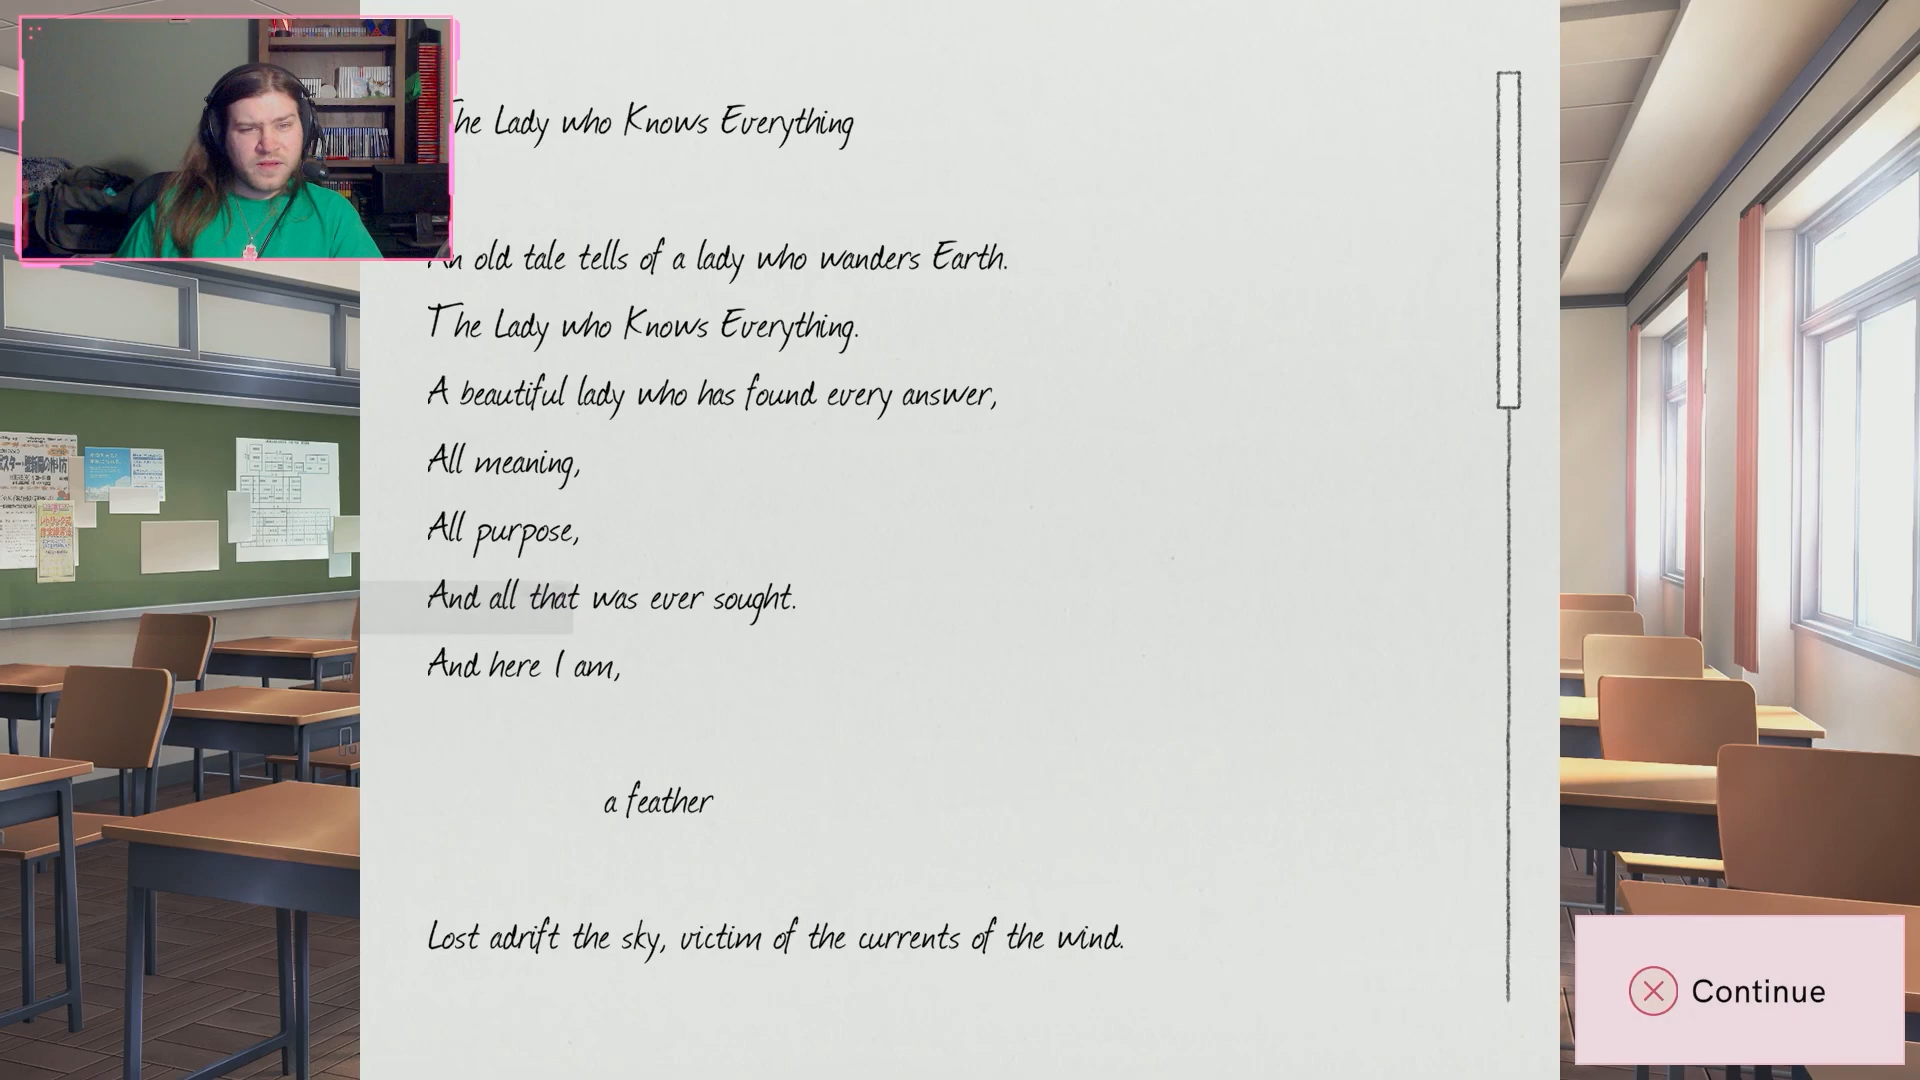 The Lady who Knows Everything
An old tale tells of a lady who wanders Earth.
The Lady who Knows Everything.
A beautiful lady who has found every answer,
All meaning,
All purpose,
And all that was ever sought.
And here I am,
a feather
Lost adrift the sky, victim of the currents of the wind.
Continue